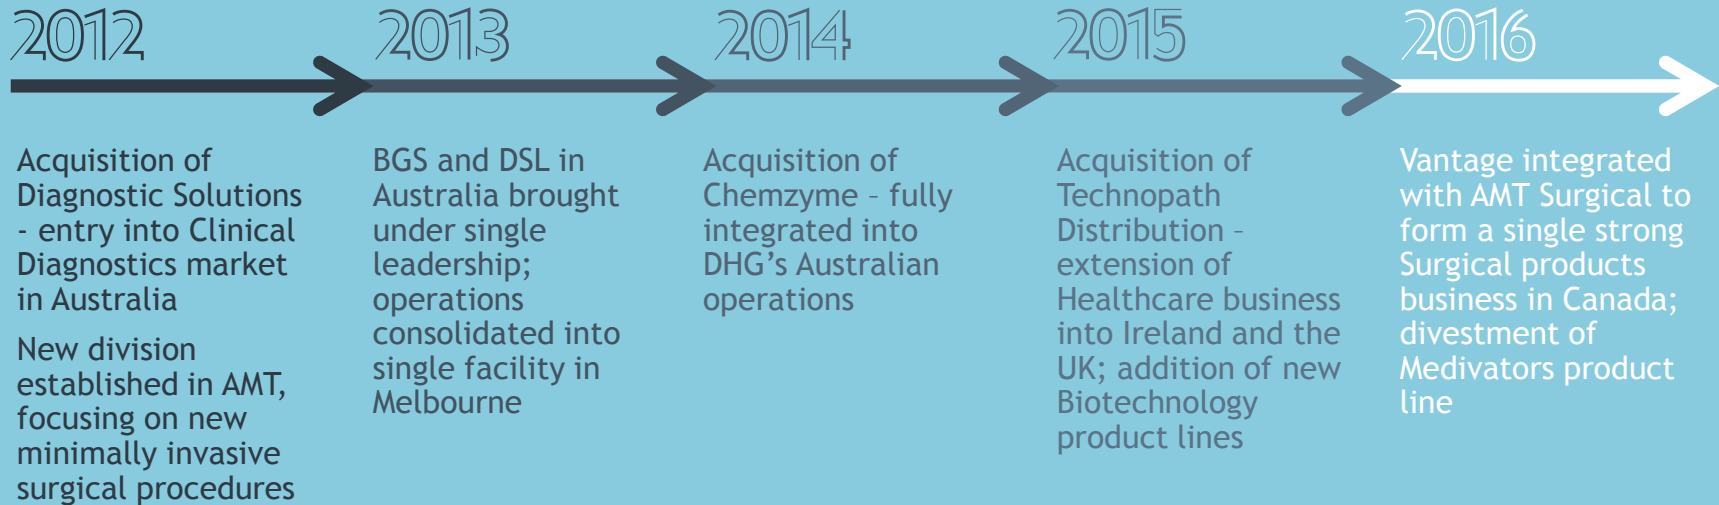 2012
2013
2014
2015
2016
Acquisition of
Diagnostic Solutions
- entry into Clinical
Diagnostics market
in Australia
New division
established in AMT,
focusing on new
minimally invasive
surgical procedures
BGS and DSL in
Australia brought
under single
leadership;
operations
consolidated into
single facility in
Melbourne
Acquisition of
Chemzyme – fully
integrated into
DHG’s Australian
operations
Acquisition of
Technopath
Distribution –
extension of
Healthcare business
into Ireland and the
UK; addition of new
Biotechnology
product lines
Vantage integrated
with AMT Surgical to
form a single strong
Surgical products
business in Canada;
divestment of
Medivators product
line